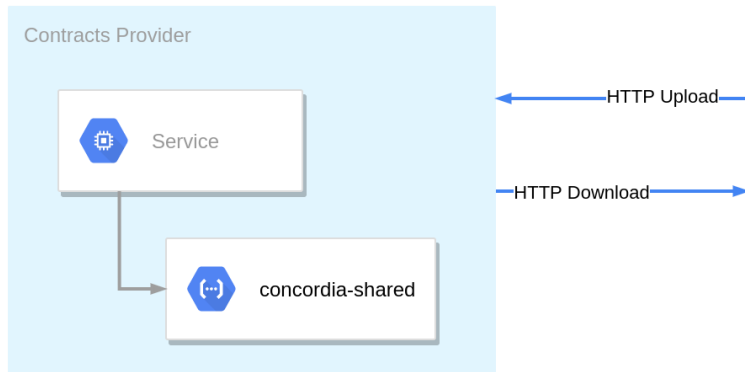 Contracts Provider
HTTP Upload
Service
HTTP Download
concordia-shared